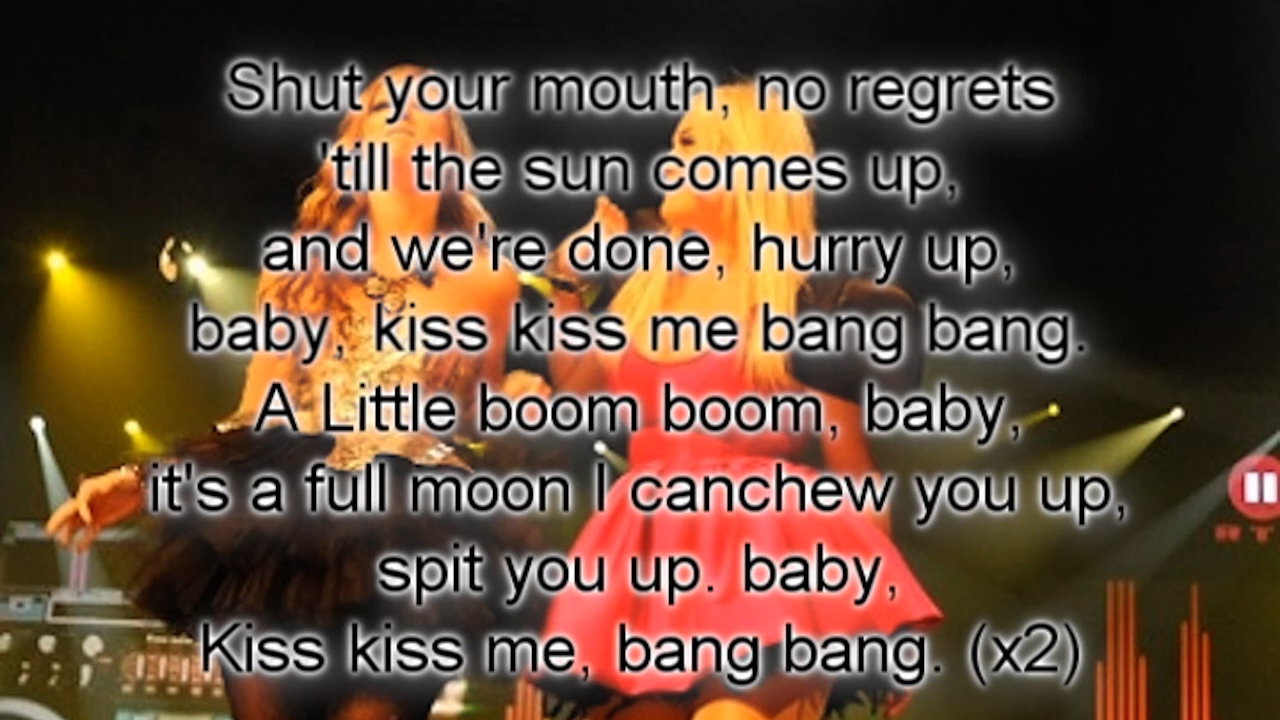 Shut your mouth, no regrets
'till the sun comes up,
and we're done, hurry up,
baby, kiss kiss me bang bang.
A Little boom boom, baby,
it's a full moon I canchew you up,
spit you up. baby,
Kiss kiss me, bang bang. (x2)